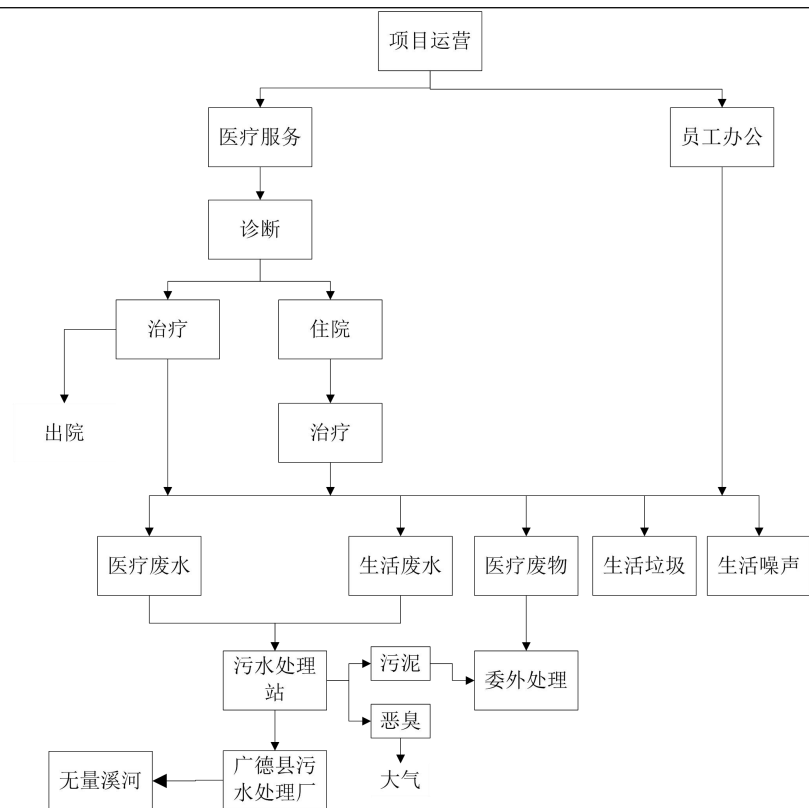 项目运营
医疗服务
员工办公
诊断
治疗
住院
出院
治疗
医疗废水
生活废水
医疗废物
生活垃圾
生活噪声
污水处理
站
污泥
委外处理
恶臭
大气
无量溪河
广德县污
水处理厂